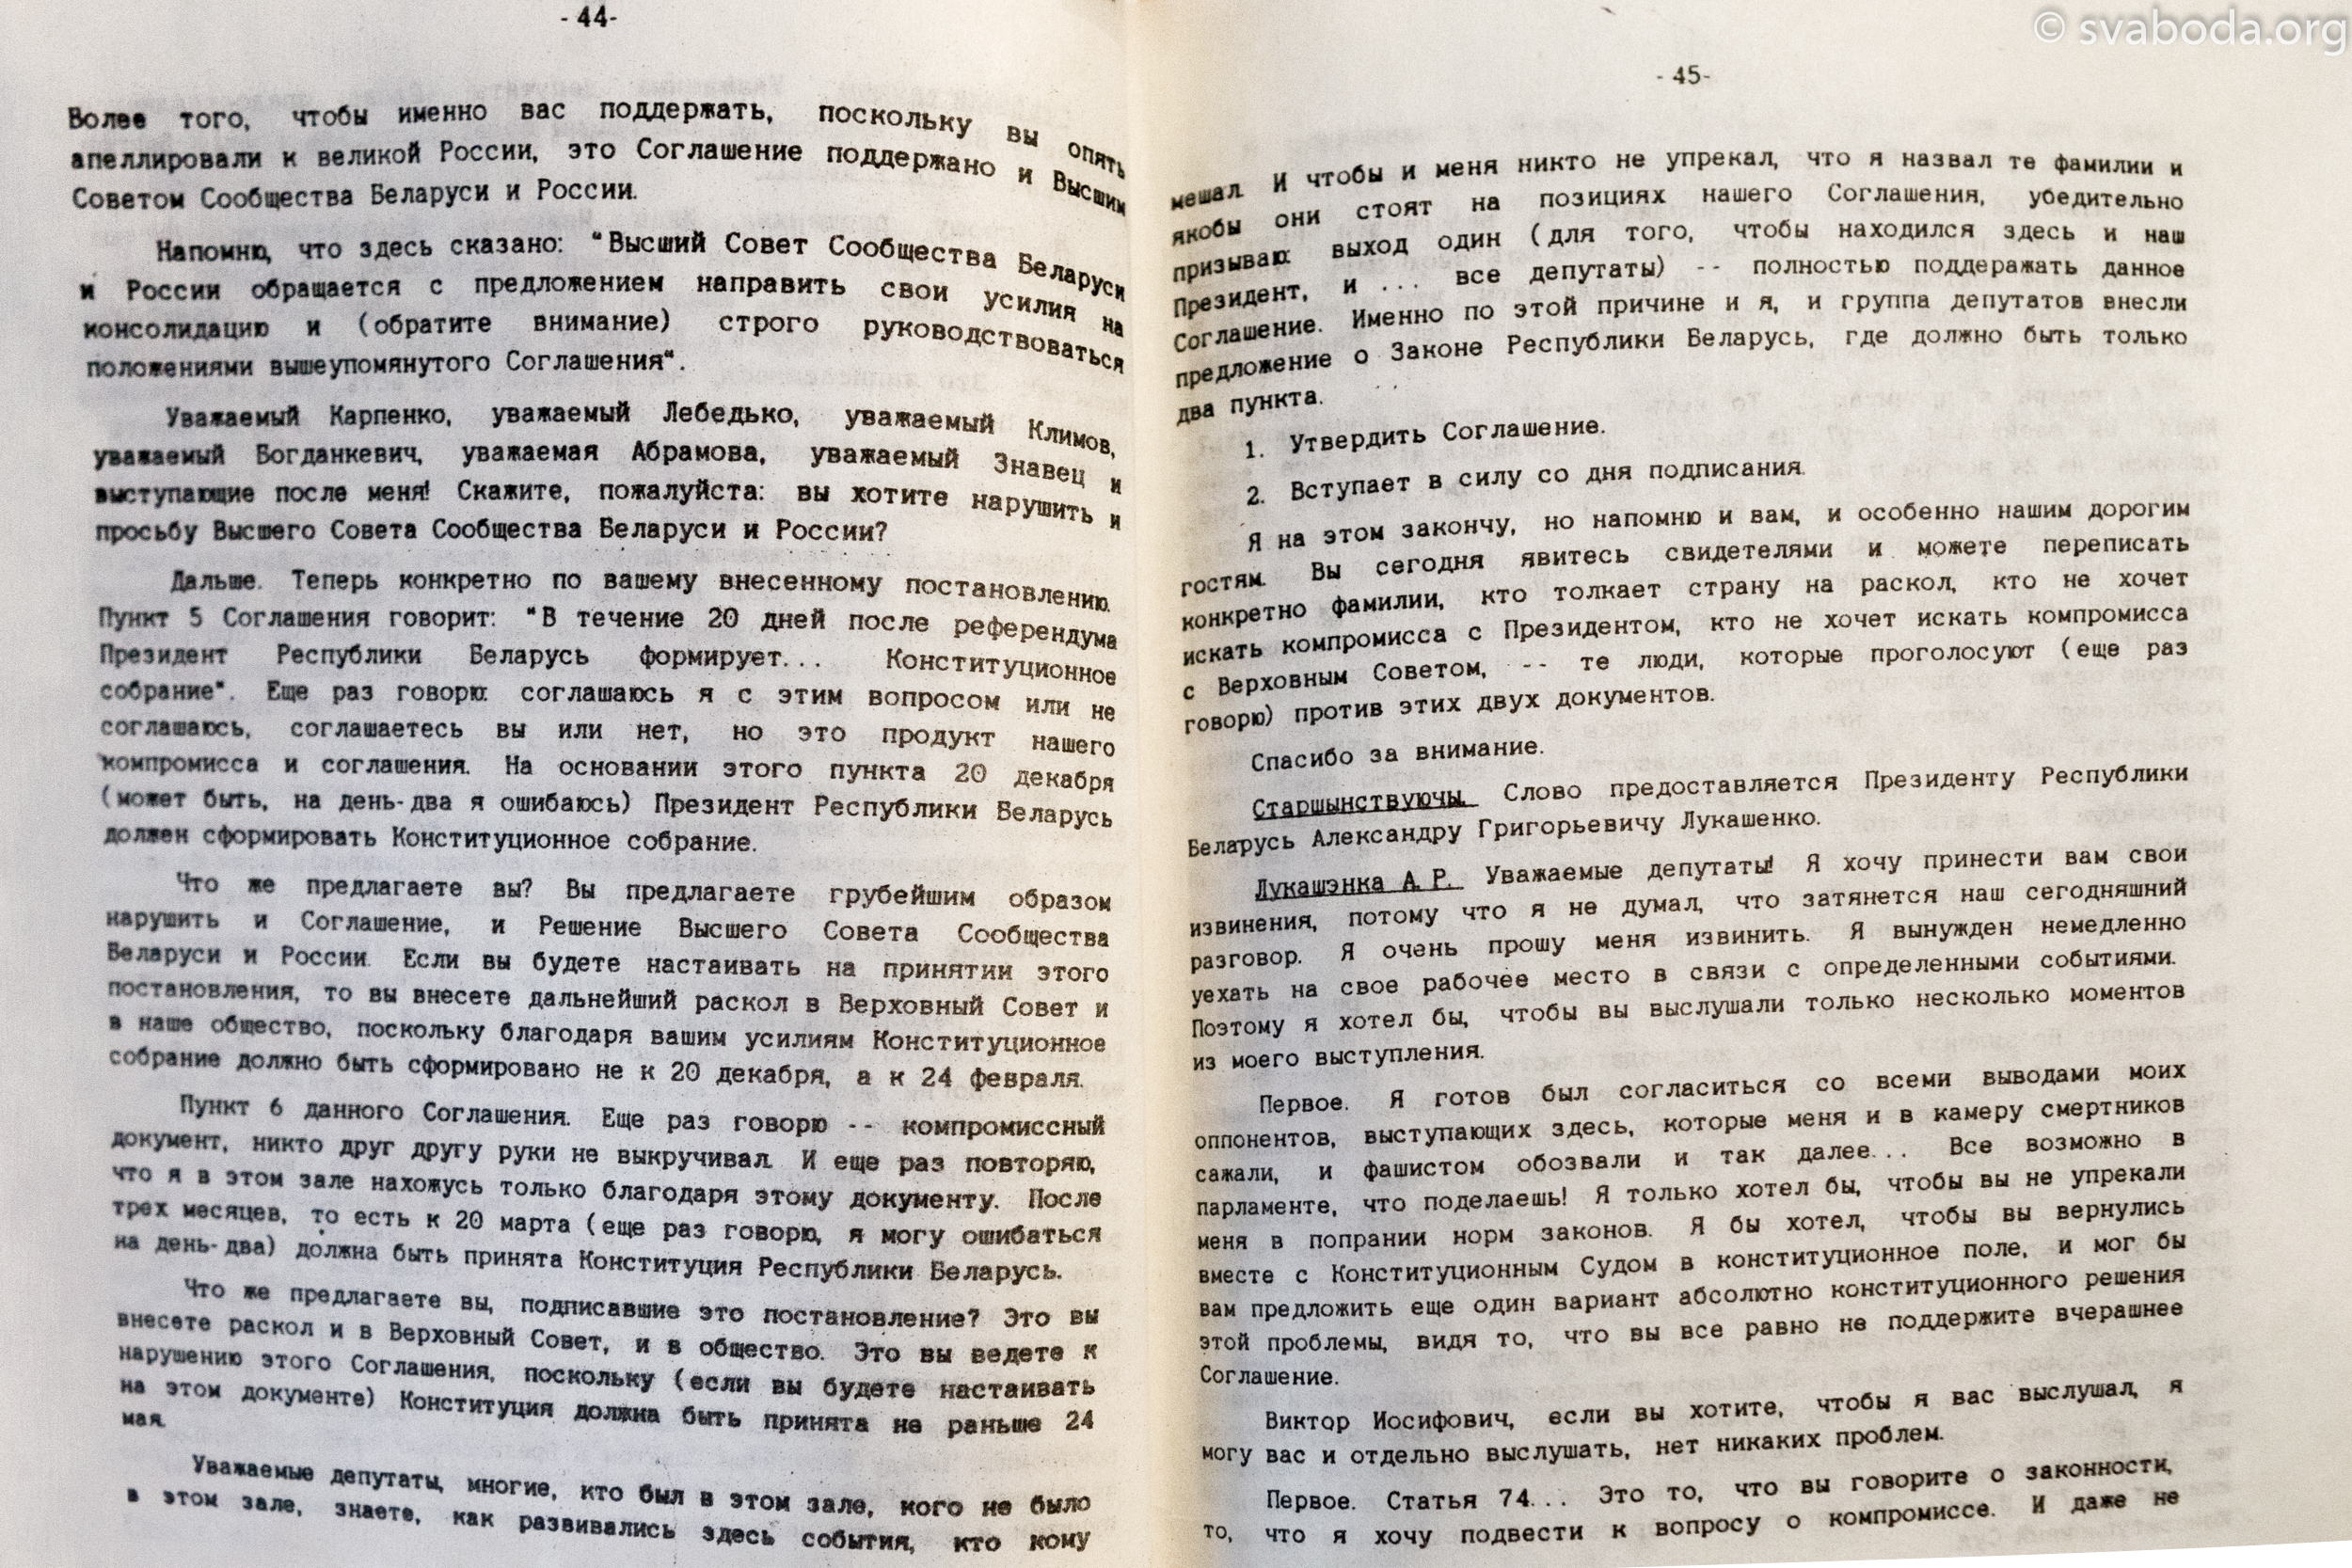 © svaboda.org
- 44-
Более того, чтобы именно вас поддержать, поскольку вы опять
апеллировали к великой России, это Соглашение поддержано и Высшим
Советом Сообщества Беларуси и России.
Напомню, что здесь сказано: "Высший Совет Сообщества Беларуси
и России обращается с предложением направить свои усилия на
консолидацию и (обратите внимание) строго руководствоваться
положениями вышеупомянутого Соглашения".
Уважаемый Карпенко, уважаемый Лебедько, уважаемый Климов,
уважаемый Богданкевич, уважаемая Абрамова, уважаемый Знавец и
выступающие после меня! Скажите, пожалуйста: вы хотите нарушить и
просьбу Высшего Совета Сообщества Беларуси и России?
Дальше. Теперь конкретно по вашему внесенному постановлению.
Пункт 5 Соглашения говорит: "В течение 20 дней после референдума
Президент Республики Беларусь формирует... Конституционное
собрание". Еще раз говорю: соглашаюсь я с этим вопросом или не
соглашаюсь, соглашаетесь вы или нет, но это продукт нашего
компромисса и соглашения. На основании этого пункта 20 декабря
(может быть, на день-два я ошибаюсь) Президент Республики Беларусь
должен сформировать Конституционное собрание.
Что же предлагаете вы? Вы предлагаете грубейшим образом
нарушить и Соглашение, и Решение Высшего Совета Сообщества
Беларуси и России. Если вы будете настаивать на принятии этого
постановления, то вы внесете дальнейший раскол в Верховный Совет и
в наше общество, поскольку благодаря вашим усилиям Конституционное
собрание должно быть сформировано не к 20 декабря, а к 24 февраля.
Пункт 6 данного Соглашения. Еще раз говорю -- компромиссный
документ, никто друг другу руки не выкручивал. И еще раз повторяю,
что я в этом зале нахожусь только благодаря этому документу. После
трех месяцев, то есть к 20 марта (еще раз говорю, я могу ошибаться
на день-два) должна быть принята Конституция Республики Беларусь.
Что же предлагаете вы, подписавшие это постановление? Это вы
внесете раскол и в Верховный Совет, и в общество. Это вы ведете к
нарушению этого Соглашения, поскольку (если вы будете настаивать
на этом документе) Конституция должна быть принята не раньше 24
мая.
Уважаемые депутаты, многие, кто был в этом зале, кого не было
в этом зале, знаете, как развивались здесь события, кто кому
- 45-
мешал. И чтобы и меня никто не упрекал, что я назвал те фамилии и
якобы они стоят на позициях нашего Соглашения, убедительно
призываю: выход один (для того, чтобы находился здесь и наш
Президент, и ... все депутаты) -- полностью поддеражать данное
Соглашение. Именно по этой причине и я, и группа депутатов внесли
предложение о Законе Республики Беларусь, где должно быть только
два пункта.
1. Утвердить Соглашение.
2. Вступает в силу со дня подписания.
Я на этом закончу, но напомню и вам, и особенно нашим дорогим
гостям. Вы сегодня явитесь свидетелями и можете переписать
конкретно фамилии, кто толкает страну на раскол, кто не хочет
искать компромисса с Президентом, кто не хочет искать компромисса
с Верховным Советом, -- те люди, которые проголосуют (еще раз
говорю) против этих двух документов.
Спасибо за внимание.
Старшынствуючы. Слово предоставляется Президенту Республики
Беларусь Александру Григорьевичу Лукашенко.
Лукашэнка А. Р. Уважаемые депутаты! Я хочу принести вам свои
извинения, потому что я не думал, что затянется наш сегодняшний
разговор. Я очень прошу меня извинить. Я вынужден немедленно
уехать на свое рабочее место в связи с определенными событиями.
Поэтому я хотел бы, чтобы вы выслушали только несколько моментов
из моего выступления.
Первое. Я готов был согласиться со всеми выводами моих
оппонентов, выступающих здесь, которые меня и в камеру смертников
сажали, и фашистом обозвали и так далее... Все возможно в
парламенте, что поделаешь! Я только хотел бы, чтобы вы не упрекали
меня в попрании норм законов. Я бы хотел, чтобы вы вернулись
вместе с Конституционным Судом в конституционное поле, и мог бы
вам предложить еще один вариант абсолютно конституционного решения
этой проблемы, видя то, что вы все равно не поддержите вчерашнее
Соглашение.
Виктор Иосифович, если вы хотите, чтобы я вас выслушал, я
могу вас и отдельно выслушать, нет никаких проблем.
Первое. Статья 74... Это то, что вы говорите о законности,
то, что я хочу подвести к вопросу о компромиссе. И даже не